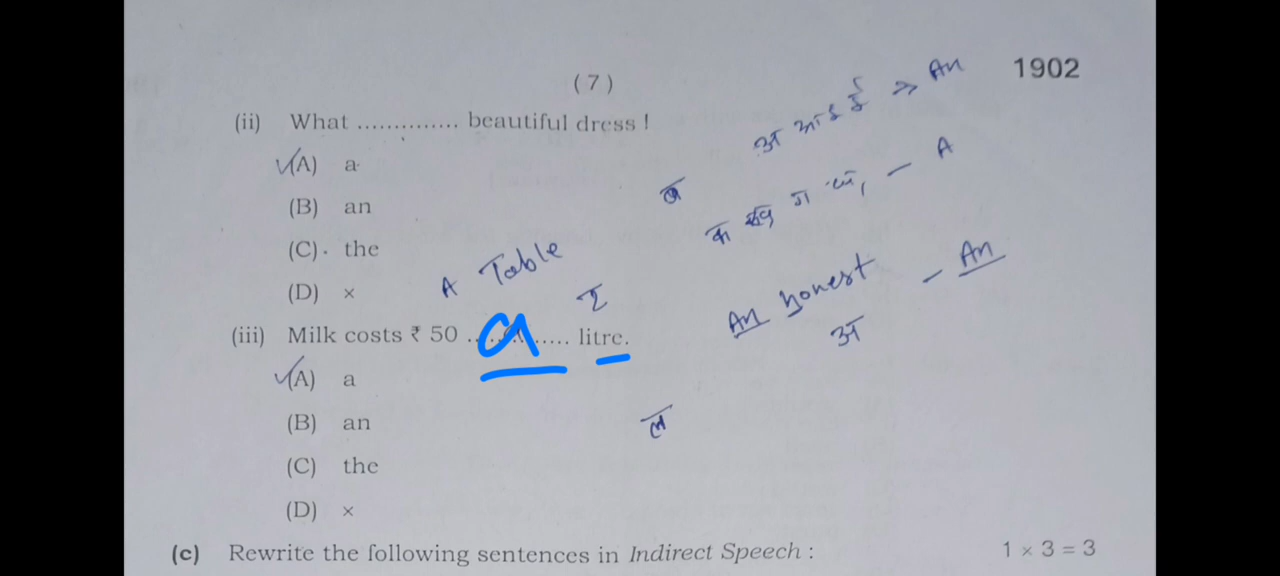 ( 7 )
1902
(ii) What .............. beautiful dress !
अ आ इ ई → An
(A) a
(B) an
ब
क ख ग घ, – A
(C) the
A Table
(D) ×
ट
An honest – An
अ
(iii) Milk costs ₹ 50 .... a ...... litre.
(A) a
(B) an
ल
(C) the
(D) ×
(c) Rewrite the following sentences in Indirect Speech : 1 × 3 = 3